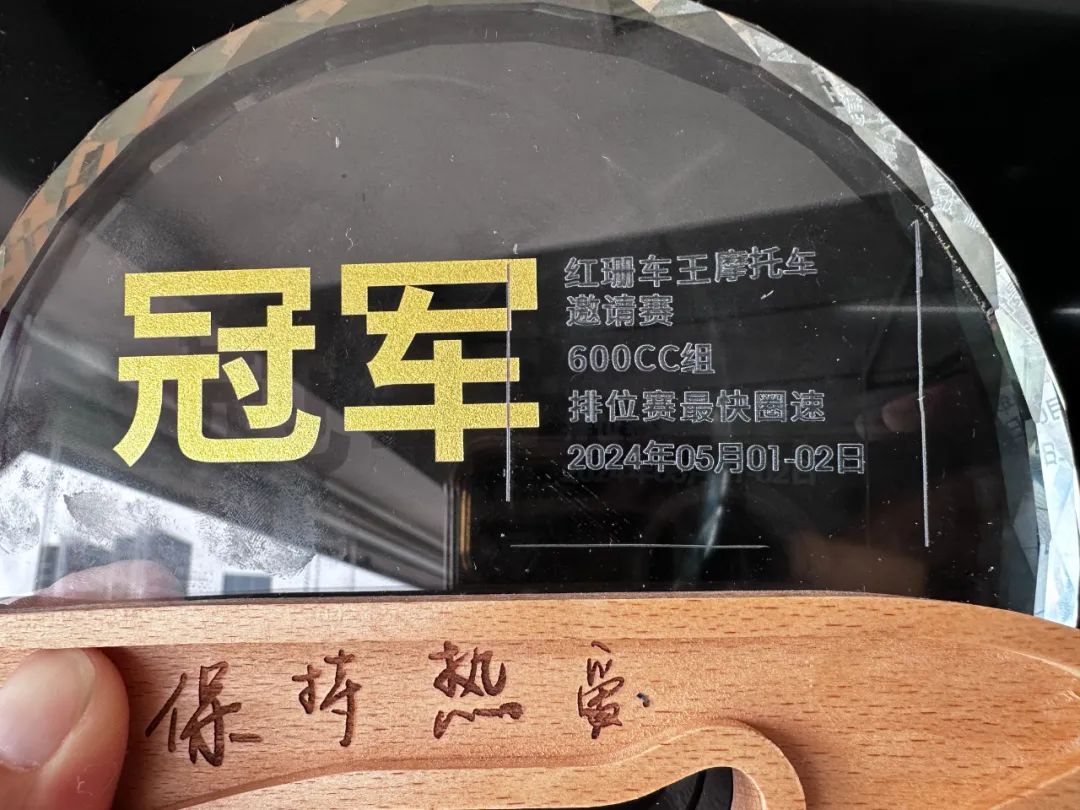 冠军
红珊车王摩托车
邀请赛
600CC组
排位赛最快圈速
2024年05月01-02日
保持热爱